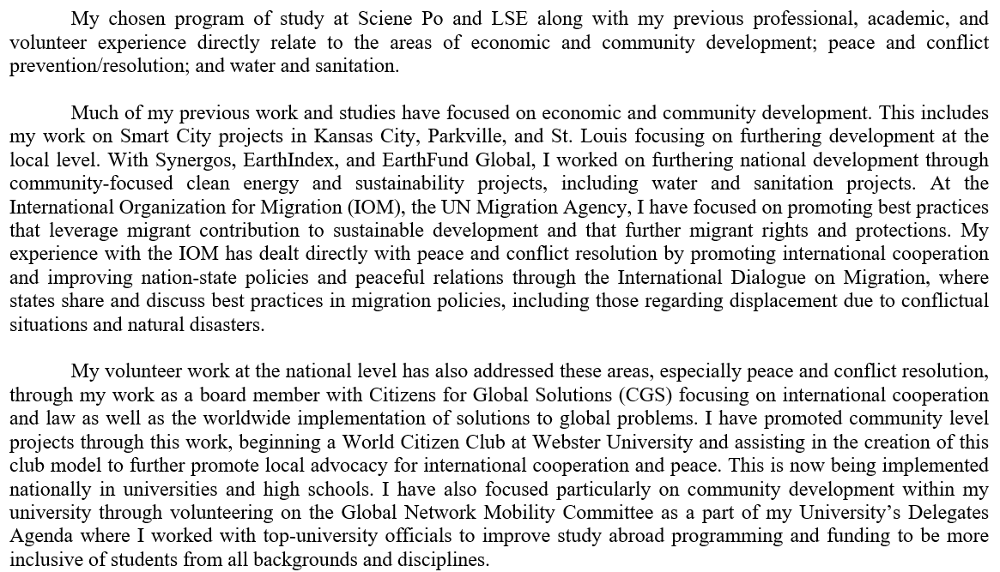 My chosen program of study at Sciene Po and LSE along with my previous professional, academic, and
volunteer experience directly relate to the areas of economic and community development; peace and conflict
prevention/resolution; and water and sanitation.
Much of my previous work and studies have focused on economic and community development. This includes
my work on Smart City projects in Kansas City, Parkville, and St. Louis focusing on furthering development at the
local level. With Synergos, EarthIndex, and EarthFund Global, I worked on furthering national development through
community-focused clean energy and sustainability projects, including water and sanitation projects. At the
International Organization for Migration (IOM), the UN Migration Agency, I have focused on promoting best practices
that leverage migrant contribution to sustainable development and that further migrant rights and protections. My
experience with the IOM has dealt directly with peace and conflict resolution by promoting international cooperation
and improving nation-state policies and peaceful relations through the International Dialogue on Migration, where
states share and discuss best practices in migration policies, including those regarding displacement due to conflictual
situations and natural disasters.
My volunteer work at the national level has also addressed these areas, especially peace and conflict resolution,
through my work as a board member with Citizens for Global Solutions (CGS) focusing on international cooperation
and law as well as the worldwide implementation of solutions to global problems. I have promoted community level
projects through this work, beginning a World Citizen Club at Webster University and assisting in the creation of this
club model to further promote local advocacy for international cooperation and peace. This is now being implemented
nationally in universities and high schools. I have also focused particularly on community development within my
university through volunteering on the Global Network Mobility Committee as a part of my University’s Delegates
Agenda where I worked with top-university officials to improve study abroad programming and funding to be more
inclusive of students from all backgrounds and disciplines.